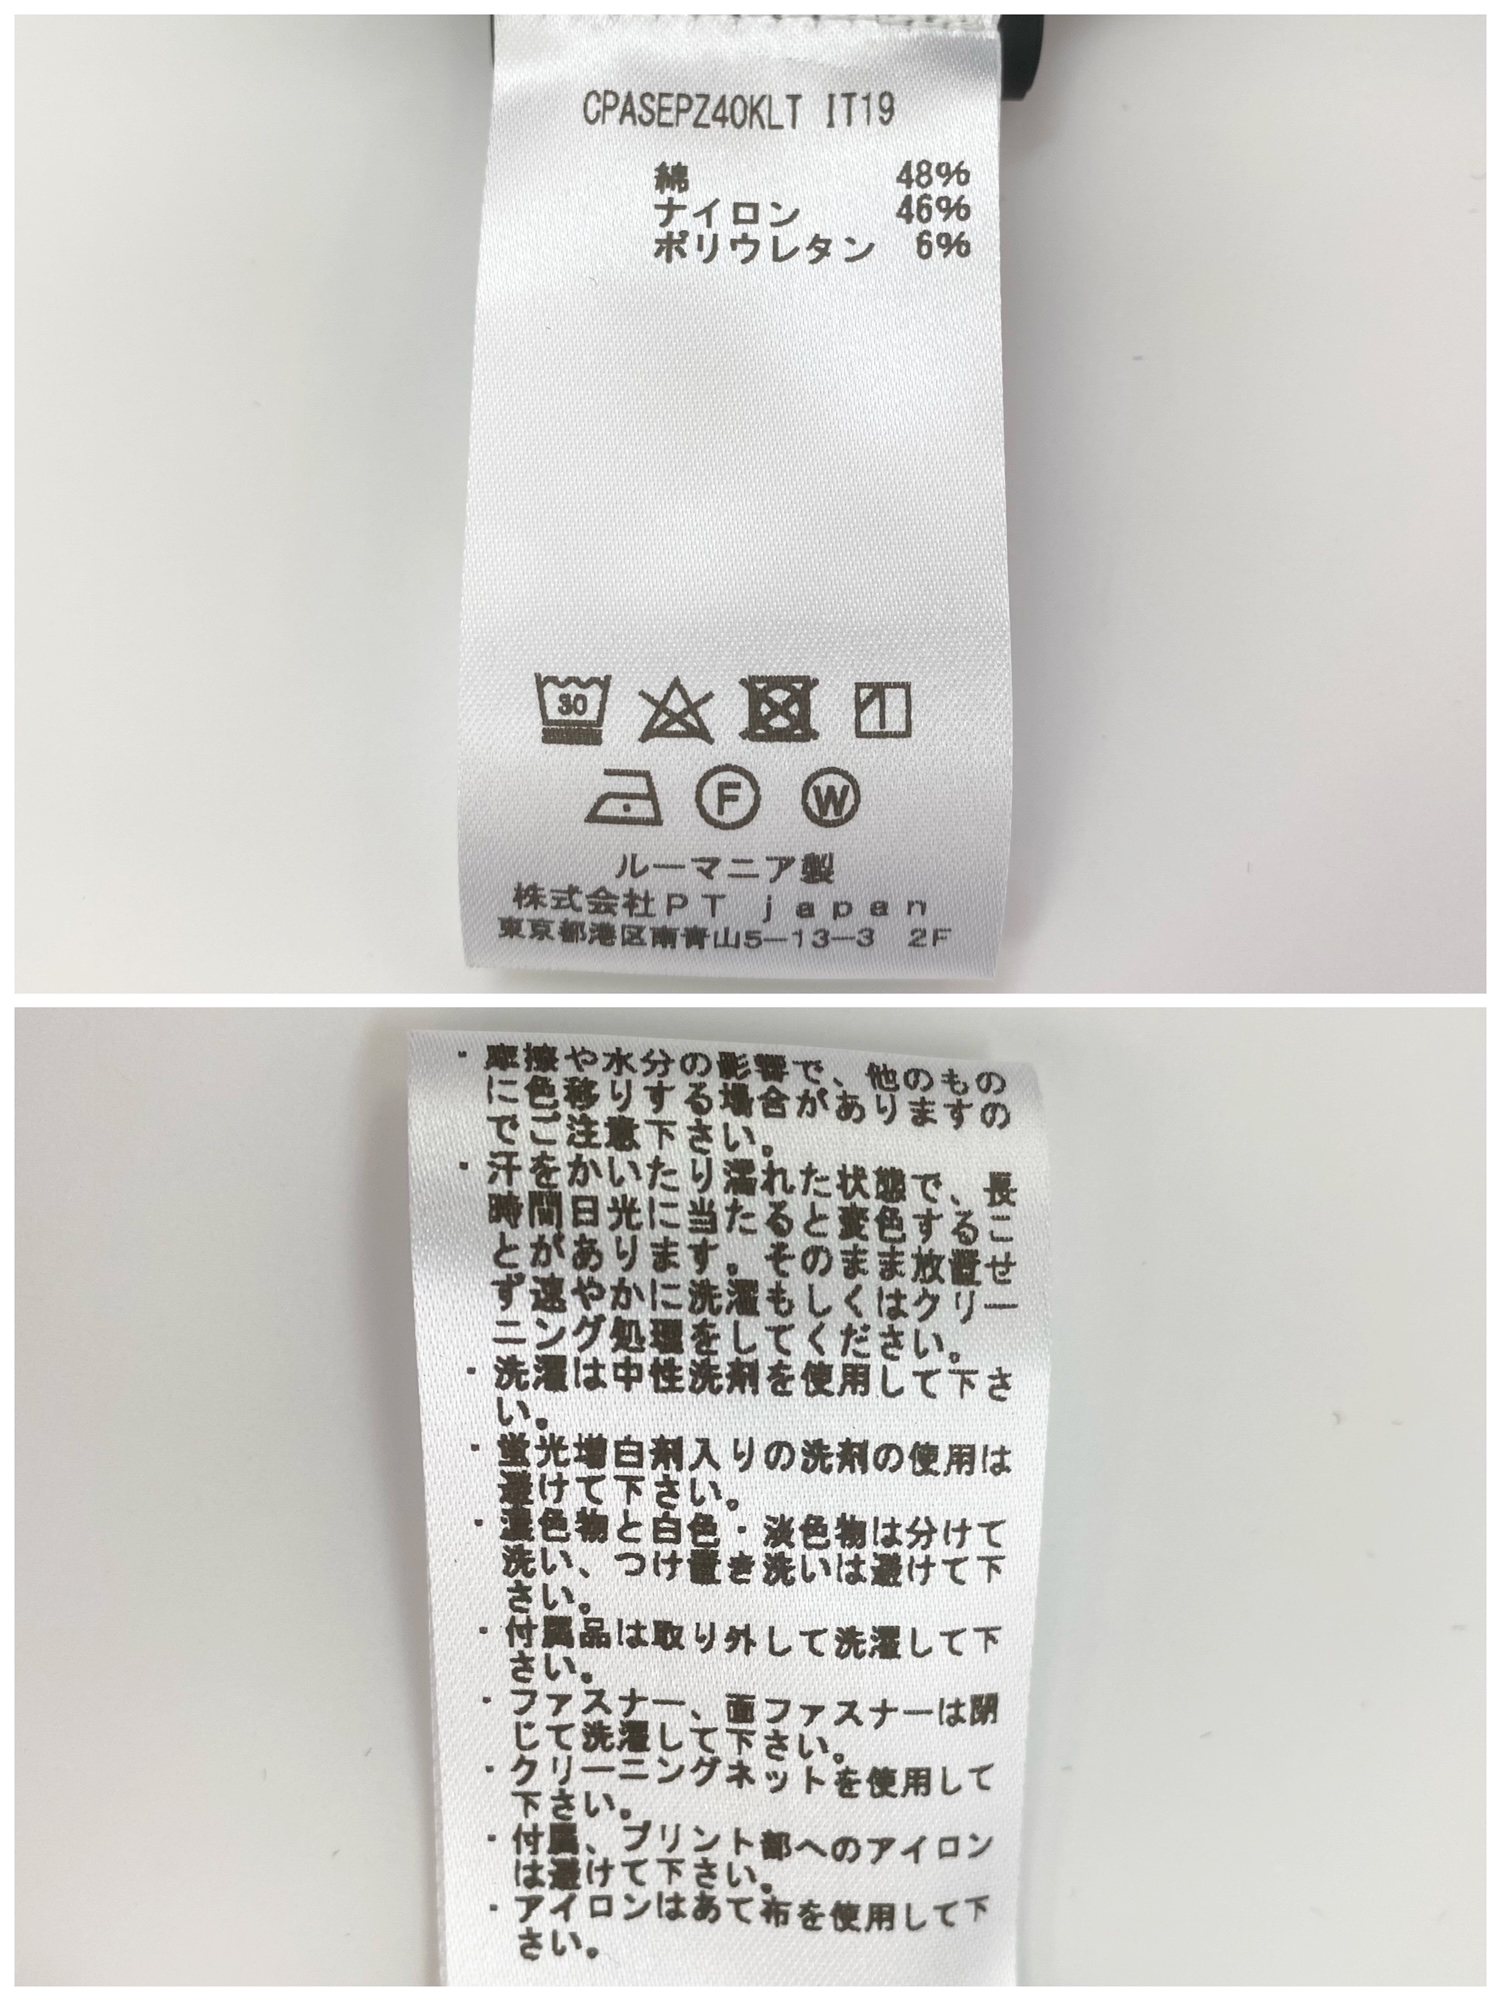 CPASEPZ40KLT IT19
綿 48%
ナイロン 46%
ポリウレタン 6%
30
F W
ルーマニア製
株式会社PT japan
東京都港区南青山5-13-3 2F
・摩擦や水分の影響で、他のもの
に色移りする場合がありますの
でご注意下さい。
・汗をかいたり濡れた状態で、長
時間日光に当たると変色するこ
とがあります。そのまま放置せ
ず速やかに洗濯もしくはクリー
ニング処理をしてください。
・洗濯は中性洗剤を使用して下さ
い。
・蛍光増白剤入りの洗剤の使用は
避けて下さい。
・濃色物と白色・淡色物は分けて
洗い、つけ置き洗いは避けて下
さい。
・付属品は取り外して洗濯して下
さい。
・ファスナー、面ファスナーは閉
じて洗濯して下さい。
・クリーニングネットを使用して
下さい。
・付属、プリント部へのアイロン
は避けて下さい。
・アイロンはあて布を使用して下
さい。